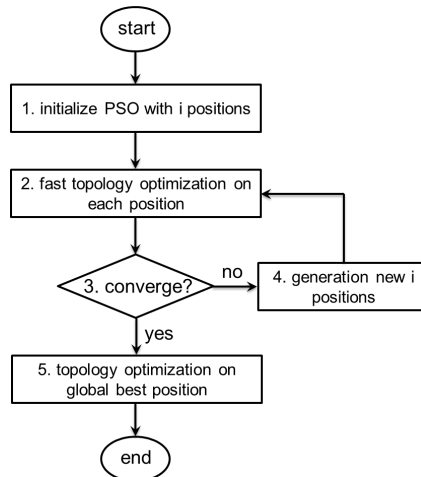 start
1. initialize PSO with i positions
2. fast topology optimization on
each position
3. converge?
no
4. generation new i
positions
yes
5. topology optimization on
global best position
end